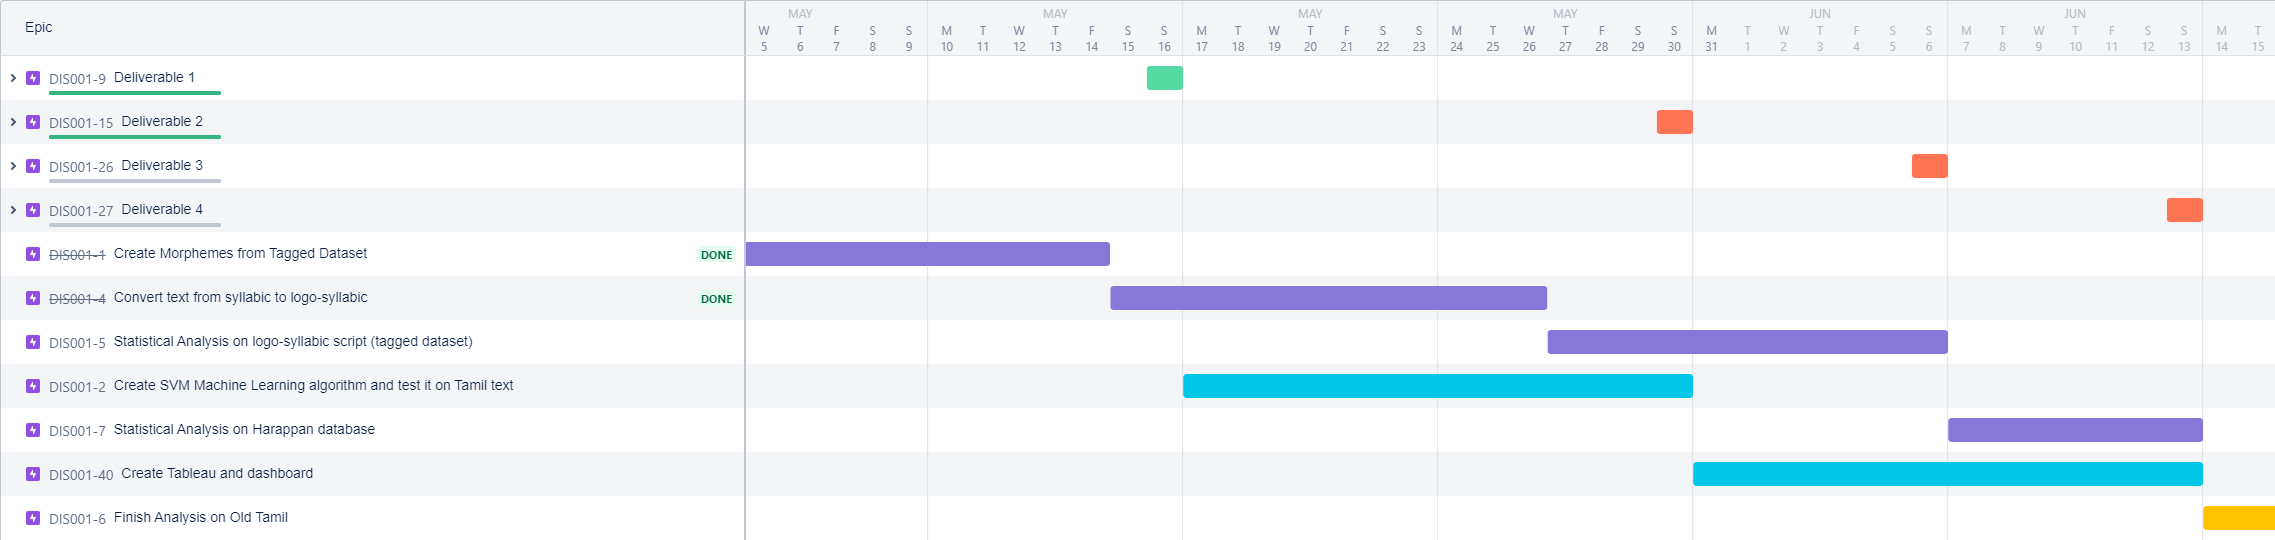 Epic
MAY MAY MAY MAY JUN JUN
W T F S S M T W T F S S M T W T F S S M T W T F S S M T W T F S S M T W T F S S M T
5 6 7 8 9 10 11 12 13 14 15 16 17 18 19 20 21 22 23 24 25 26 27 28 29 30 31 1 2 3 4 5 6 7 8 9 10 11 12 13 14 15
DIS001-9 Deliverable 1
DIS001-15 Deliverable 2
DIS001-26 Deliverable 3
DIS001-27 Deliverable 4
DIS001-1 Create Morphemes from Tagged Dataset DONE
DIS001-4 Convert text from syllabic to logo-syllabic DONE
DIS001-5 Statistical Analysis on logo-syllabic script (tagged dataset)
DIS001-2 Create SVM Machine Learning algorithm and test it on Tamil text
DIS001-7 Statistical Analysis on Harappan database
DIS001-40 Create Tableau and dashboard
DIS001-6 Finish Analysis on Old Tamil